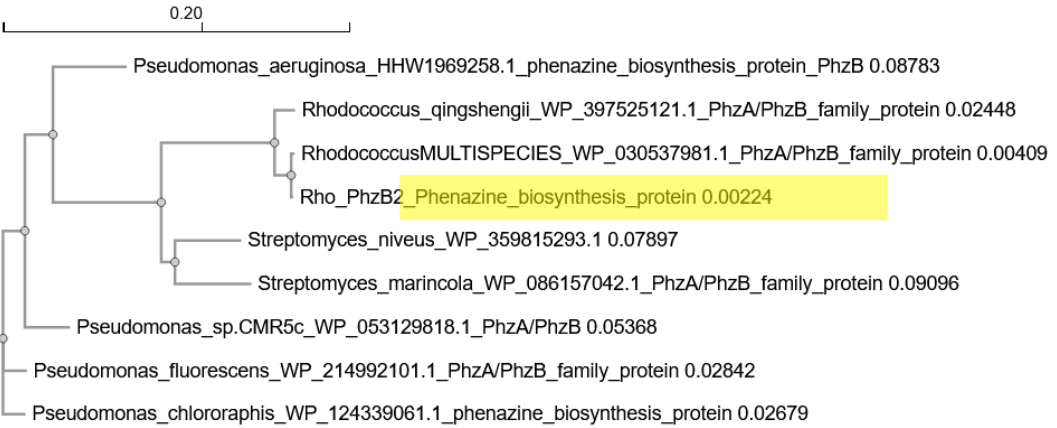 0.20
Pseudomonas_aeruginosa_HHW1969258.1_phenazine_biosynthesis_protein_PhzB 0.08783
Rhodococcus_qingshengii_WP_397525121.1_PhzA/PhzB_family_protein 0.02448
RhodococcusMULTISPECIES_WP_030537981.1_PhzA/PhzB_family_protein 0.00409
Rho_PhzB2_Phenazine_biosynthesis_protein 0.00224
Streptomyces_niveus_WP_359815293.1 0.07897
Streptomyces_marincola_WP_086157042.1_PhzA/PhzB_family_protein 0.09096
Pseudomonas_sp.CMR5c_WP_053129818.1_PhzA/PhzB 0.05368
Pseudomonas_fluorescens_WP_214992101.1_PhzA/PhzB_family_protein 0.02842
Pseudomonas_chlororaphis_WP_124339061.1_phenazine_biosynthesis_protein 0.02679